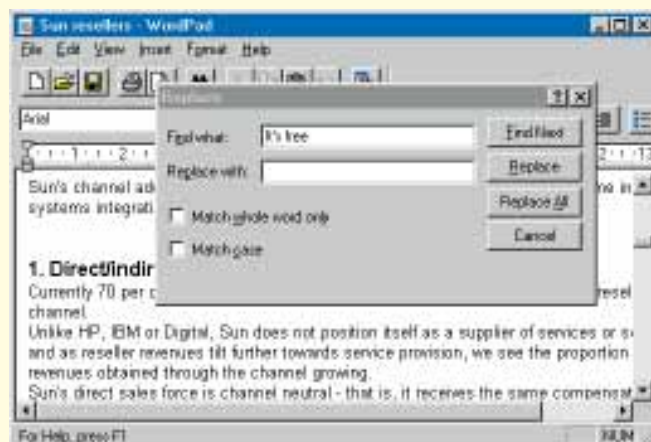 Sun resellers - WordPad
File Edit View Insert Format Help
Arial
Replace
Find what: It's free
Find Next
Replace with:
Replace
Match whole word only
Replace All
Match case
Cancel
Sun's channel
systems
1. Direct/indir
Currently 70 per
channel.
Unlike HP, IBM or Digital, Sun does not position itself as a supplier of services or
and as reseller revenues tilt further towards service provision, we see the proportion
revenues obtained through the channel growing.
Sun's direct sales force is channel neutral - that is, it receives the same compensat
For Help, press F1
NUM